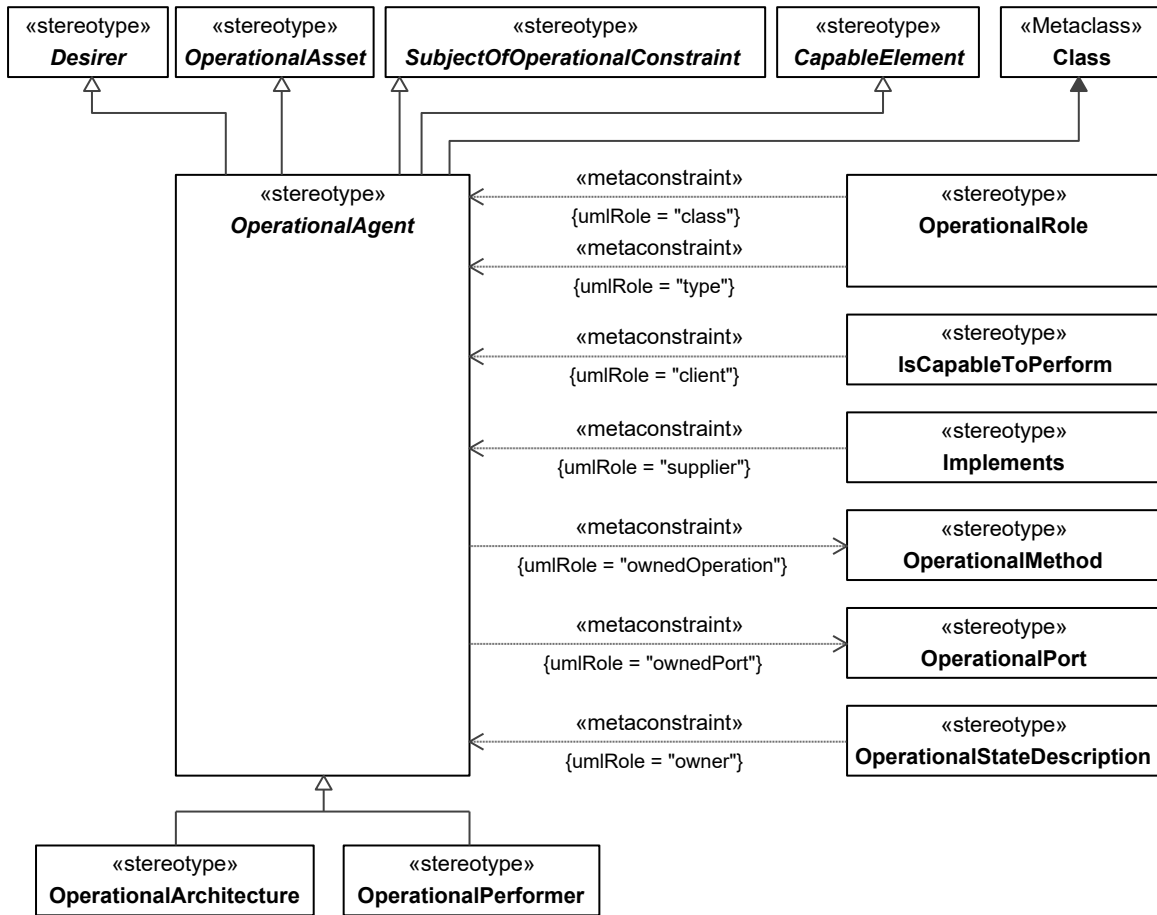 «stereotype»
Desirer
«stereotype»
OperationalAsset
«stereotype»
SubjectOfOperationalConstraint
«stereotype»
CapableElement
«Metaclass»
Class
«stereotype»
OperationalAgent
«metaconstraint»
{umlRole = "class"}
«metaconstraint»
{umlRole = "type"}
«stereotype»
OperationalRole
«metaconstraint»
{umlRole = "client"}
«stereotype»
IsCapableToPerform
«metaconstraint»
{umlRole = "supplier"}
«stereotype»
Implements
«metaconstraint»
{umlRole = "ownedOperation"}
«stereotype»
OperationalMethod
«metaconstraint»
{umlRole = "ownedPort"}
«stereotype»
OperationalPort
«metaconstraint»
{umlRole = "owner"}
«stereotype»
OperationalStateDescription
«stereotype»
OperationalArchitecture
«stereotype»
OperationalPerformer